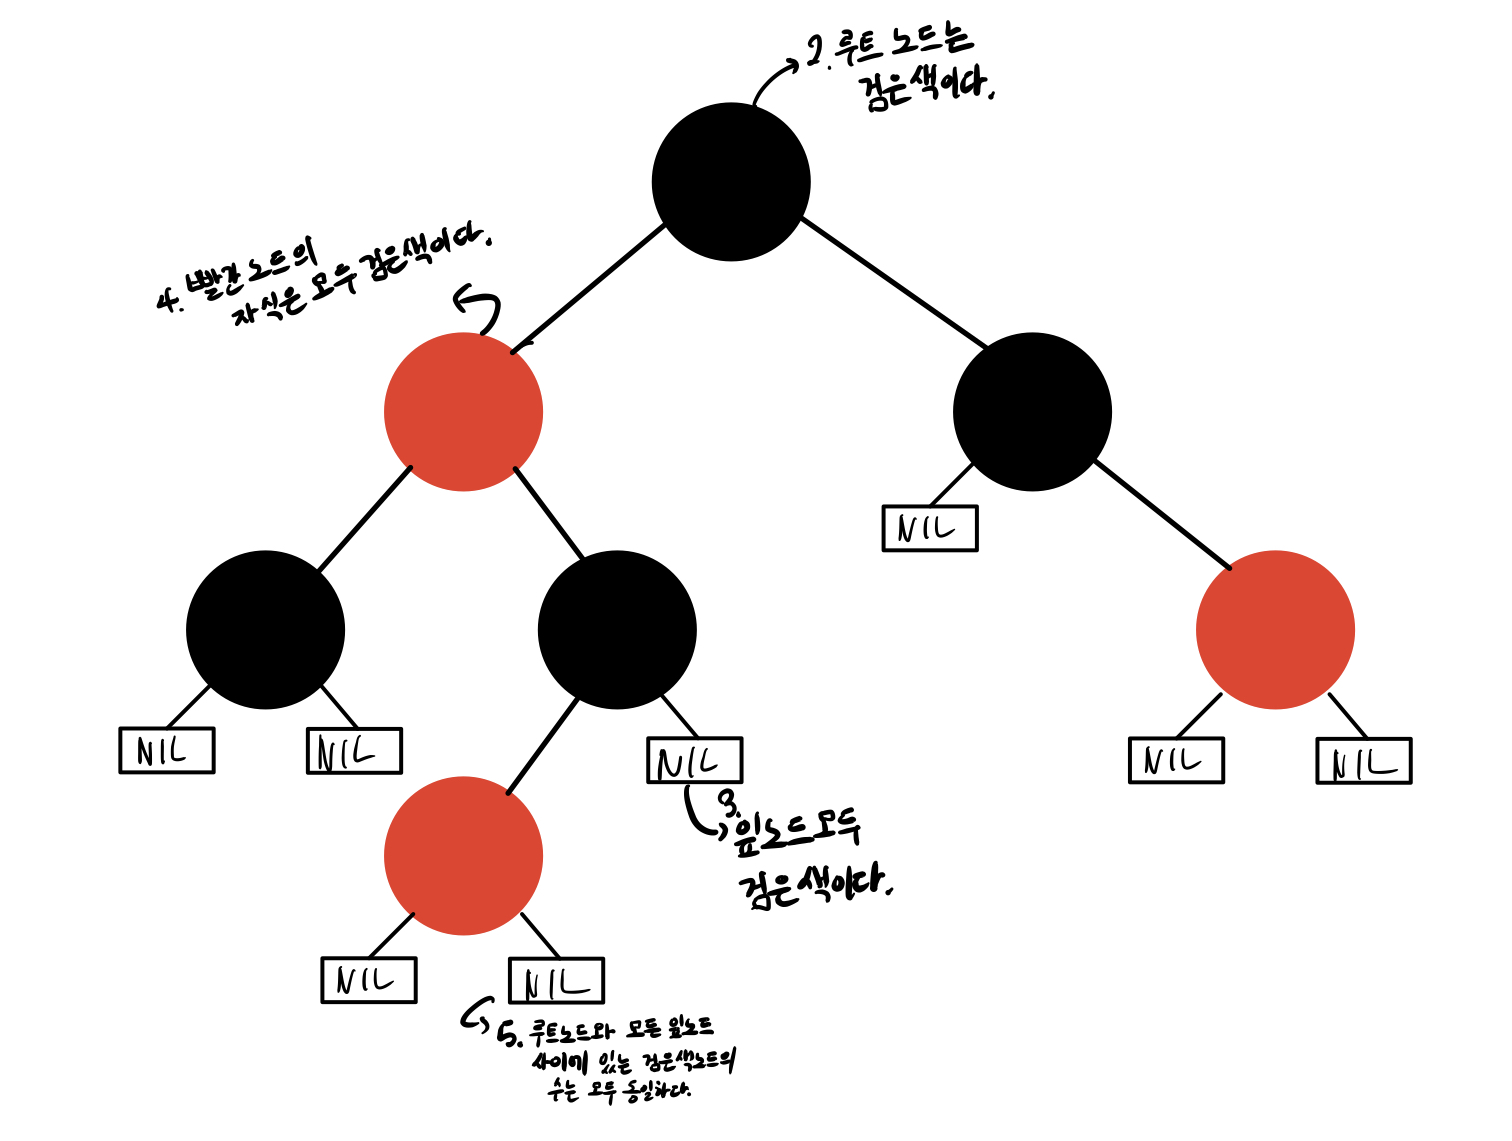 2. 루트 노드는
검은색이다.
4. 빨간 노트의
자식은 모두 검은색이다.
NIL
NIL
NIL
NIL
NIL
NIL
3.
잎노드모두
검은색이다.
NIL
NIL
5. 루트노드와 모든 잎노드
사이에 있는 검은색노트의
수는 모두 동일하다.